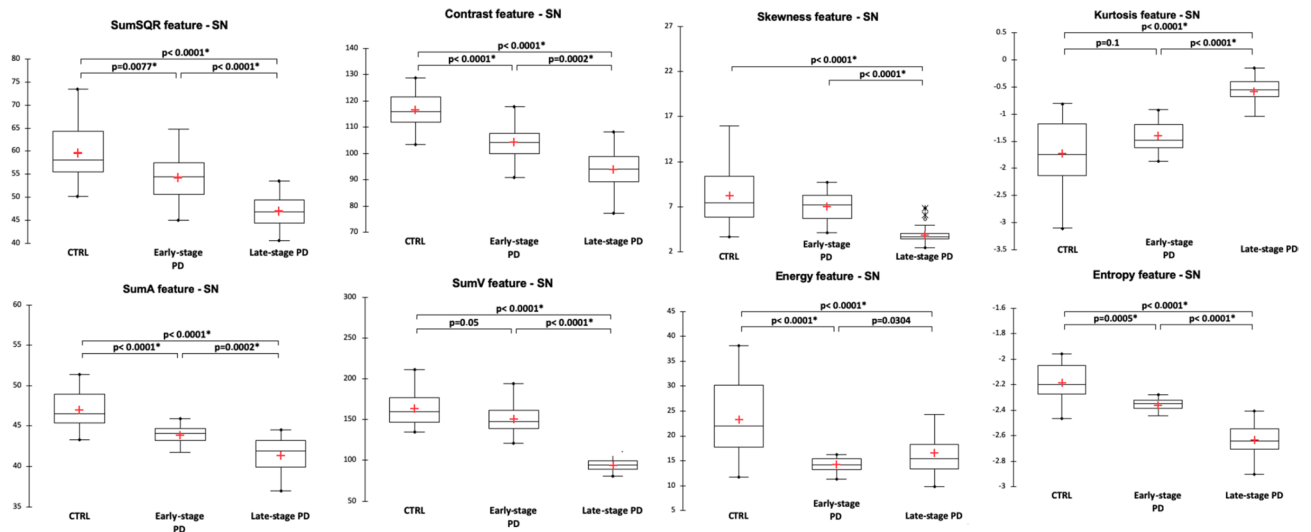 SumSQR feature - SN
p< 0.0001*
p=0.0077*
p< 0.0001*
80
75
70
65
60
55
50
45
40
CTRL
Early-stage
PD
Late-stage PD
Contrast feature - SN
p< 0.0001*
p< 0.0001*
p=0.0002*
140
130
120
110
100
90
80
70
CTRL
Early-stage
PD
Late-stage PD
Skewness feature - SN
p< 0.0001*
p< 0.0001*
27
22
17
12
7
2
CTRL
Early-stage
PD
Late-stage PD
Kurtosis feature - SN
p< 0.0001*
p=0.1
p< 0.0001*
0.5
0
-0.5
-1
-1.5
-2
-2.5
-3
-3.5
CTRL
Early-stage
PD
Late-stage PD
SumA feature - SN
p< 0.0001*
p< 0.0001*
p=0.0002*
60
55
50
45
40
35
CTRL
Early-stage
PD
Late-stage PD
SumV feature - SN
p< 0.0001*
p=0.05
p< 0.0001*
300
250
200
150
100
50
CTRL
Early-stage
PD
Late-stage PD
Energy feature - SN
p< 0.0001*
p< 0.0001*
p=0.0304
45
40
35
30
25
20
15
10
5
CTRL
Early-stage
PD
Late-stage PD
Entropy feature - SN
p< 0.0001*
p=0.0005*
p< 0.0001*
-1.6
-1.8
-2
-2.2
-2.4
-2.6
-2.8
-3
CTRL
Early-stage
PD
Late-stage PD